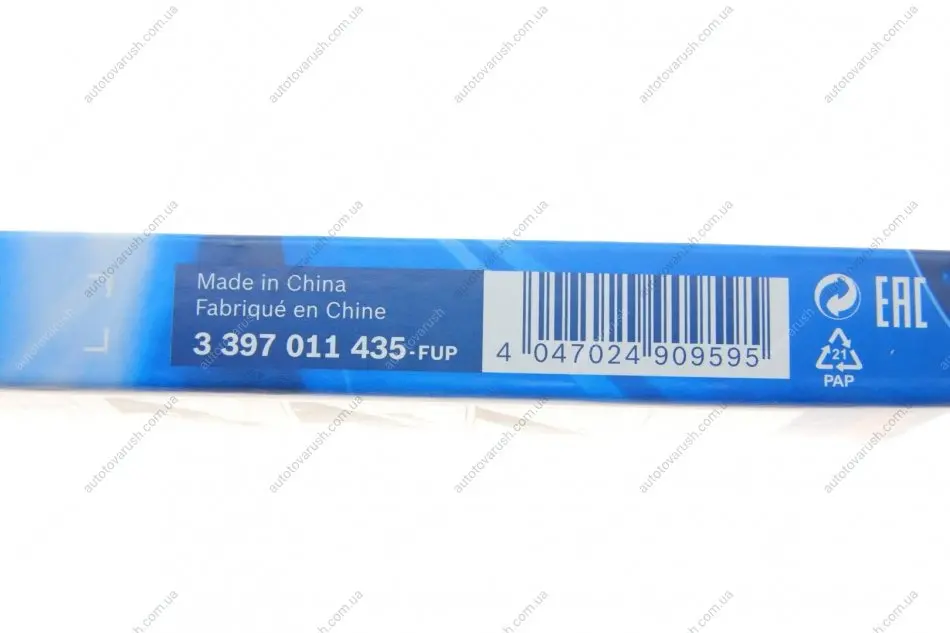 Made in China
Fabriqué en Chine
3 397 011 435-FUP
4 047024 909595
EAC
21
PAP
autotovarush.com.ua